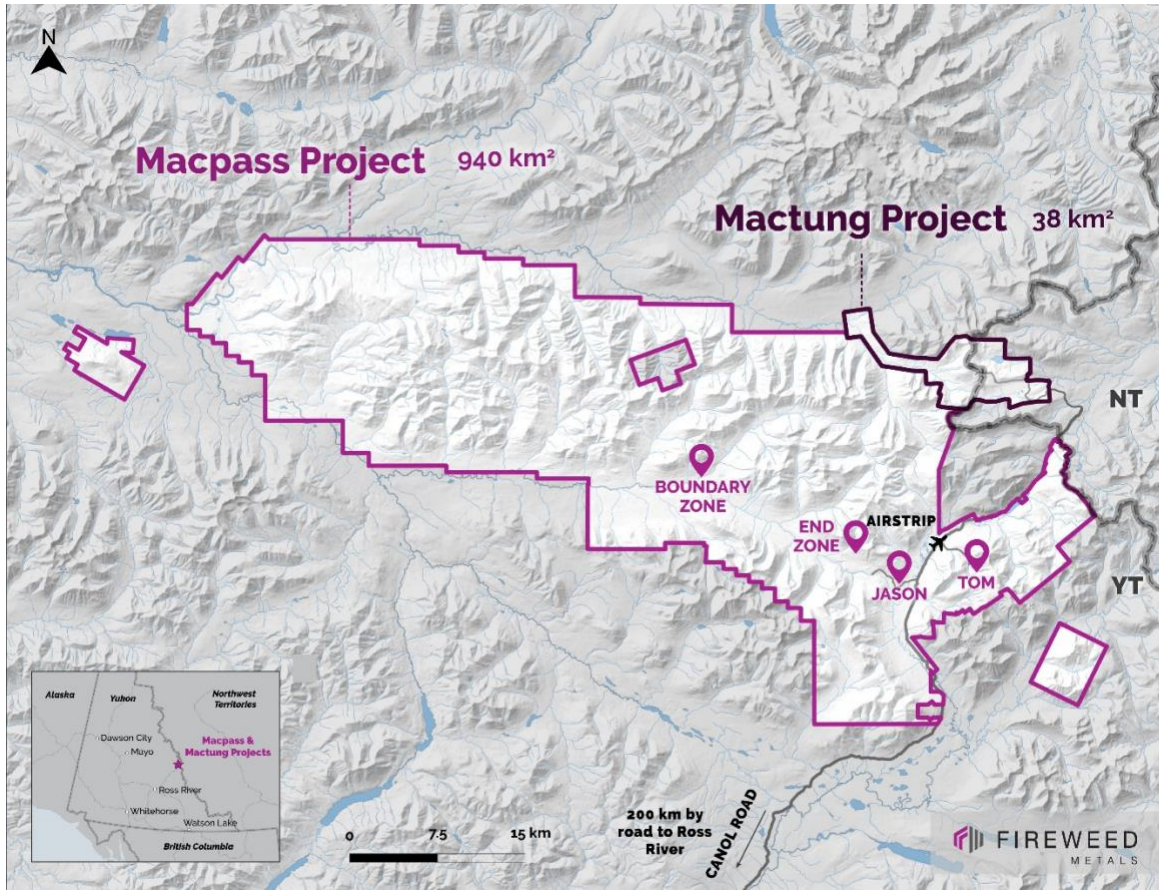 N
Macpass Project 940 km²
Mactung Project 38 km²
NT
BOUNDARY
ZONE
END
ZONE
AIRSTRIP
JASON
TOM
YT
Alaska
Yukon
Northwest
Territories
Dawson City
Mayo
Macpass &
Mactung Projects
Ross River
Whitehorse
Watson Lake
British Columbia
0 7.5 15 km
200 km by
road to Ross
River
CANOL ROAD
FIREWEED
METALS